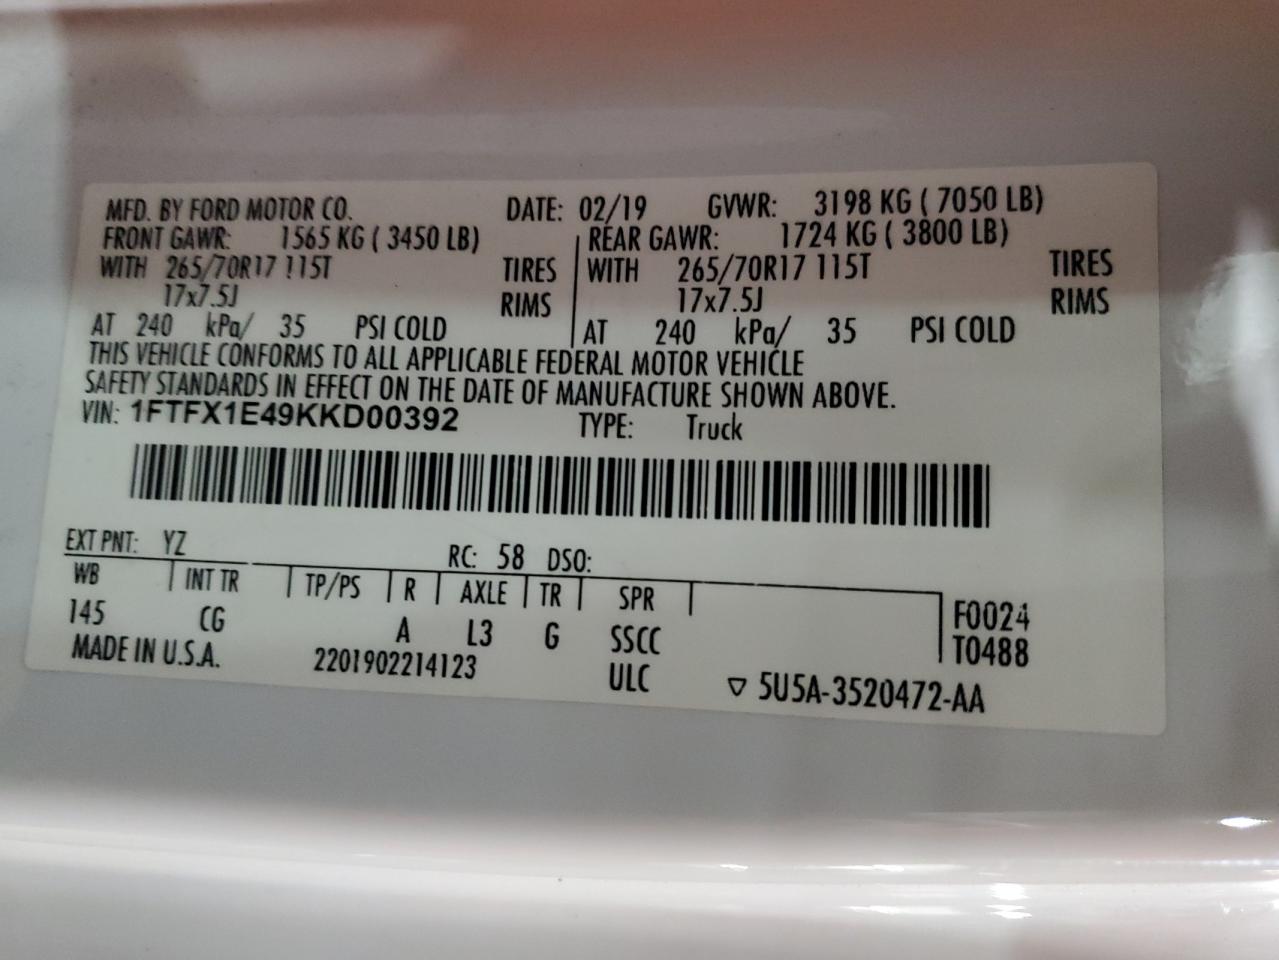 MFD. BY FORD MOTOR CO. DATE: 02/19 GVWR: 3198 KG ( 7050 LB)
FRONT GAWR: 1565 KG ( 3450 LB) REAR GAWR: 1724 KG ( 3800 LB)
WITH 265/70R17 115T TIRES WITH 265/70R17 115T TIRES
17x7.5J RIMS 17x7.5J RIMS
AT 240 kPa/ 35 PSI COLD AT 240 kPa/ 35 PSI COLD
THIS VEHICLE CONFORMS TO ALL APPLICABLE FEDERAL MOTOR VEHICLE
SAFETY STANDARDS IN EFFECT ON THE DATE OF MANUFACTURE SHOWN ABOVE.
VIN: 1FTFX1E49KKD00392 TYPE: Truck
EXT PNT: YZ RC: 58 DSO:
WB INT TR TP/PS R AXLE TR SPR F0024
145 CG A L3 G SSCC T0488
MADE IN U.S.A. 2201902214123 ULC ▽ 5U5A-3520472-AA